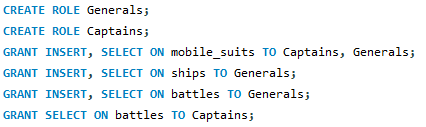 CREATE ROLE Generals;
CREATE ROLE Captains;
GRANT INSERT, SELECT ON mobile_suits TO Captains, Generals;
GRANT INSERT, SELECT ON ships TO Generals;
GRANT INSERT, SELECT ON battles TO Generals;
GRANT SELECT ON battles TO Captains;